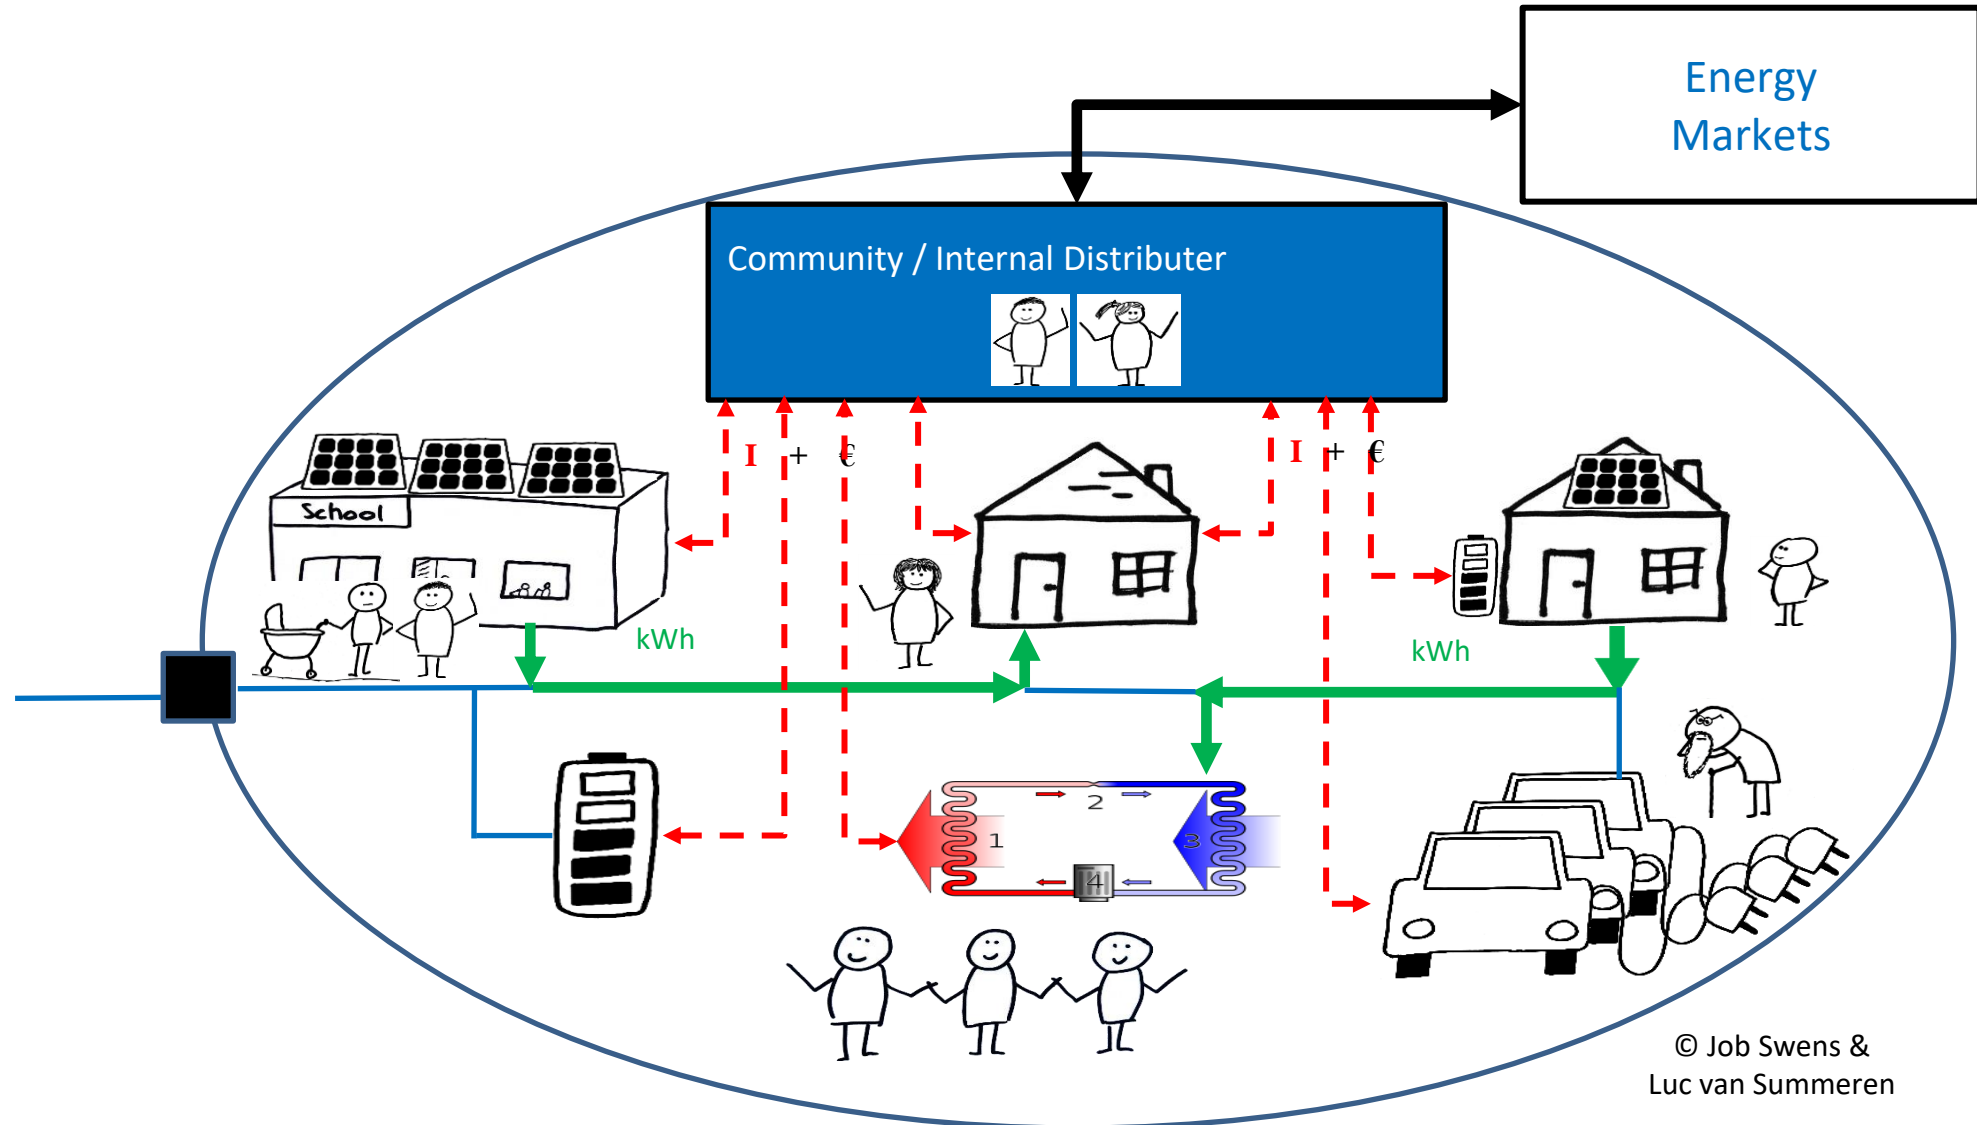 Energy
Markets
Community / Internal Distributer
I + €
I + €
School
kWh
kWh
1
2
3
4
© Job Swens &
Luc van Summeren